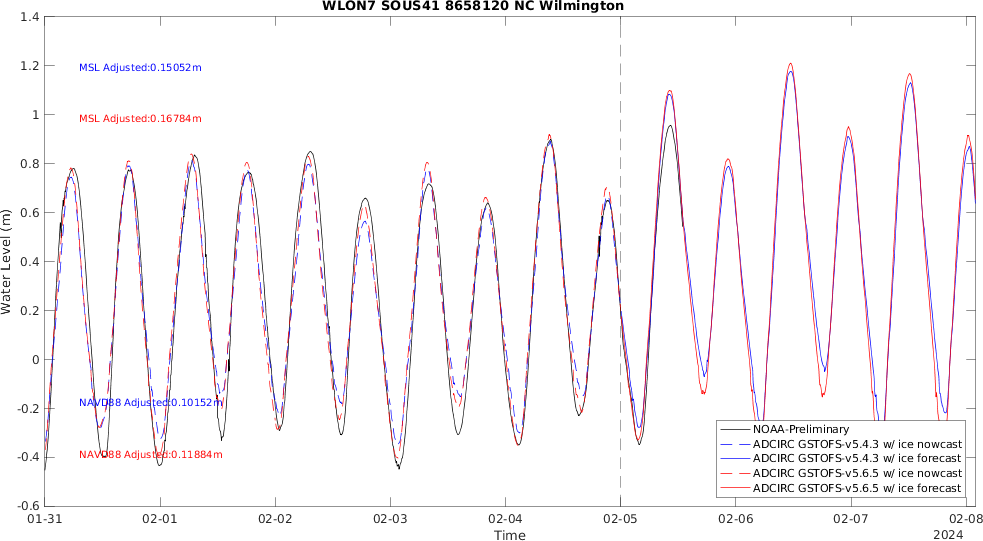 WLON7 SOUS41 8658120 NC Wilmington
1.4
1.2
1
0.8
0.6
0.4
0.2
0
-0.2
-0.4
-0.6
Water Level (m)
MSL Adjusted:0.15052m
MSL Adjusted:0.16784m
NAVD88 Adjusted:0.10152m
NAVD88 Adjusted:0.11884m
NOAA-Preliminary
ADCIRC GSTOFS-v5.4.3 w/ ice nowcast
ADCIRC GSTOFS-v5.4.3 w/ ice forecast
ADCIRC GSTOFS-v5.6.5 w/ ice nowcast
ADCIRC GSTOFS-v5.6.5 w/ ice forecast
01-31 02-01 02-02 02-03 02-04 02-05 02-06 02-07 02-08
Time
2024